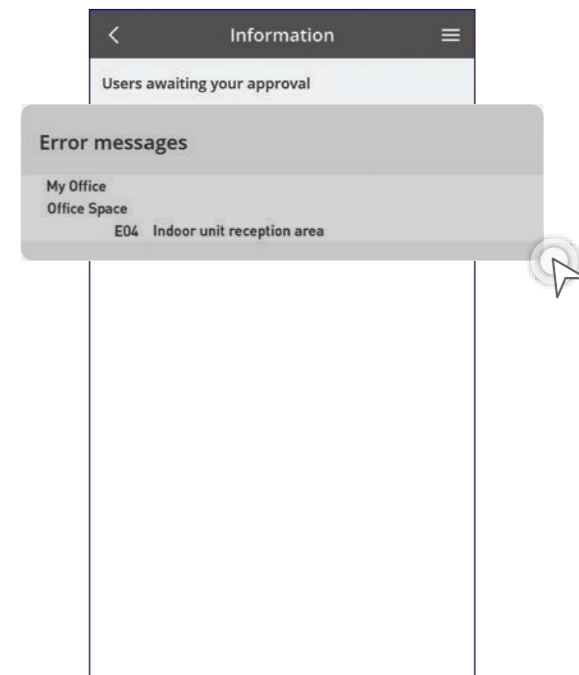 Information
Users awaiting your approval
Error messages
My Office
Office Space
E04 Indoor unit reception area